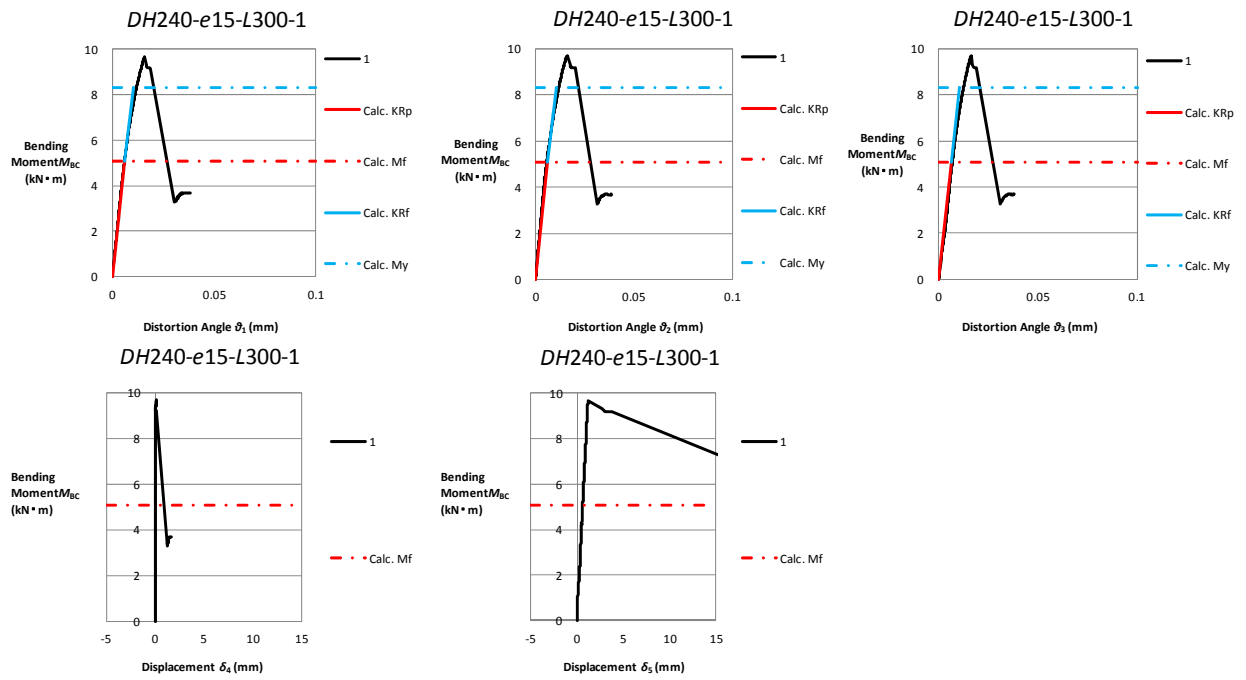 DH240-e15-L300-1
10
8
6
4
2
0
Bending
MomentM_BC
(kN・m)
0
0.05
0.1
Distortion Angle ϑ₁ (mm)
1
Calc. KRp
Calc. Mf
Calc. KRf
Calc. My
DH240-e15-L300-1
10
8
6
4
2
0
Bending
MomentM_BC
(kN・m)
0
0.05
0.1
Distortion Angle ϑ₂ (mm)
1
Calc. KRp
Calc. Mf
Calc. KRf
Calc. My
DH240-e15-L300-1
10
8
6
4
2
0
Bending
MomentM_BC
(kN・m)
0
0.05
0.1
Distortion Angle ϑ₃ (mm)
1
Calc. KRp
Calc. Mf
Calc. KRf
Calc. My
DH240-e15-L300-1
10
8
6
4
2
0
Bending
MomentM_BC
(kN・m)
-5
0
5
10
15
Displacement δ₄ (mm)
1
Calc. Mf
DH240-e15-L300-1
10
8
6
4
2
0
Bending
MomentM_BC
(kN・m)
-5
0
5
10
15
Displacement δ₅ (mm)
1
Calc. Mf